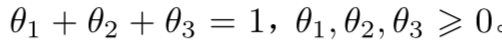 θ₁ + θ₂ + θ₃ = 1，θ₁, θ₂, θ₃ ⩾ 0。